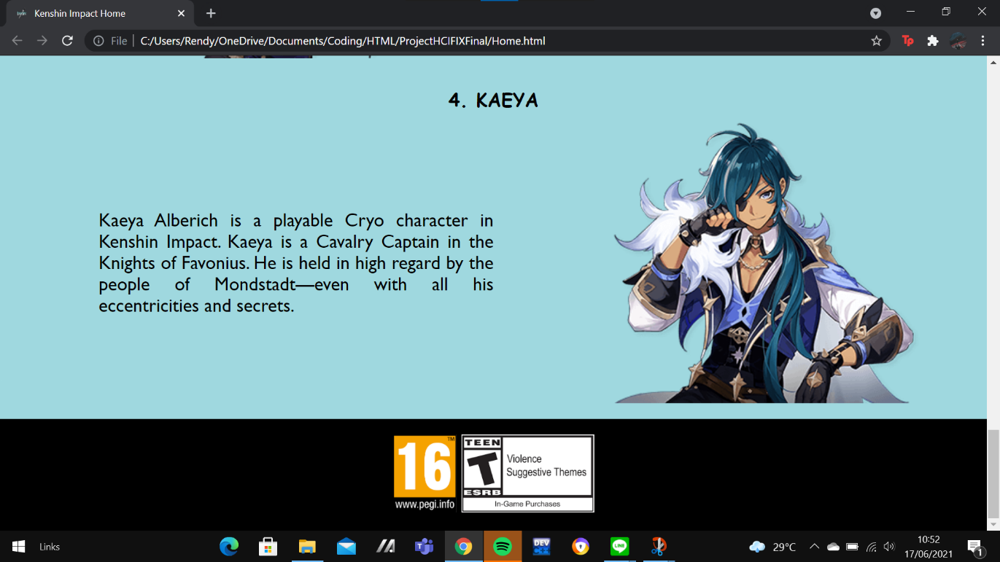 Kenshin Impact Home
File
C:/Users/Rendy/OneDrive/Documents/Coding/HTML/ProjectHCIFIXFinal/Home.html
Tp
4. KAEYA
Kaeya Alberich is a playable Cryo character in
Kenshin Impact. Kaeya is a Cavalry Captain in the
Knights of Favonius. He is held in high regard by the
people of Mondstadt—even with all his
eccentricities and secrets.
16
TM
www.pegi.info
TEEN
T
ESRB
Violence
Suggestive Themes
In-Game Purchases
Links
T
DEV
C++
LINE
29°C
10:52
17/06/2021
1